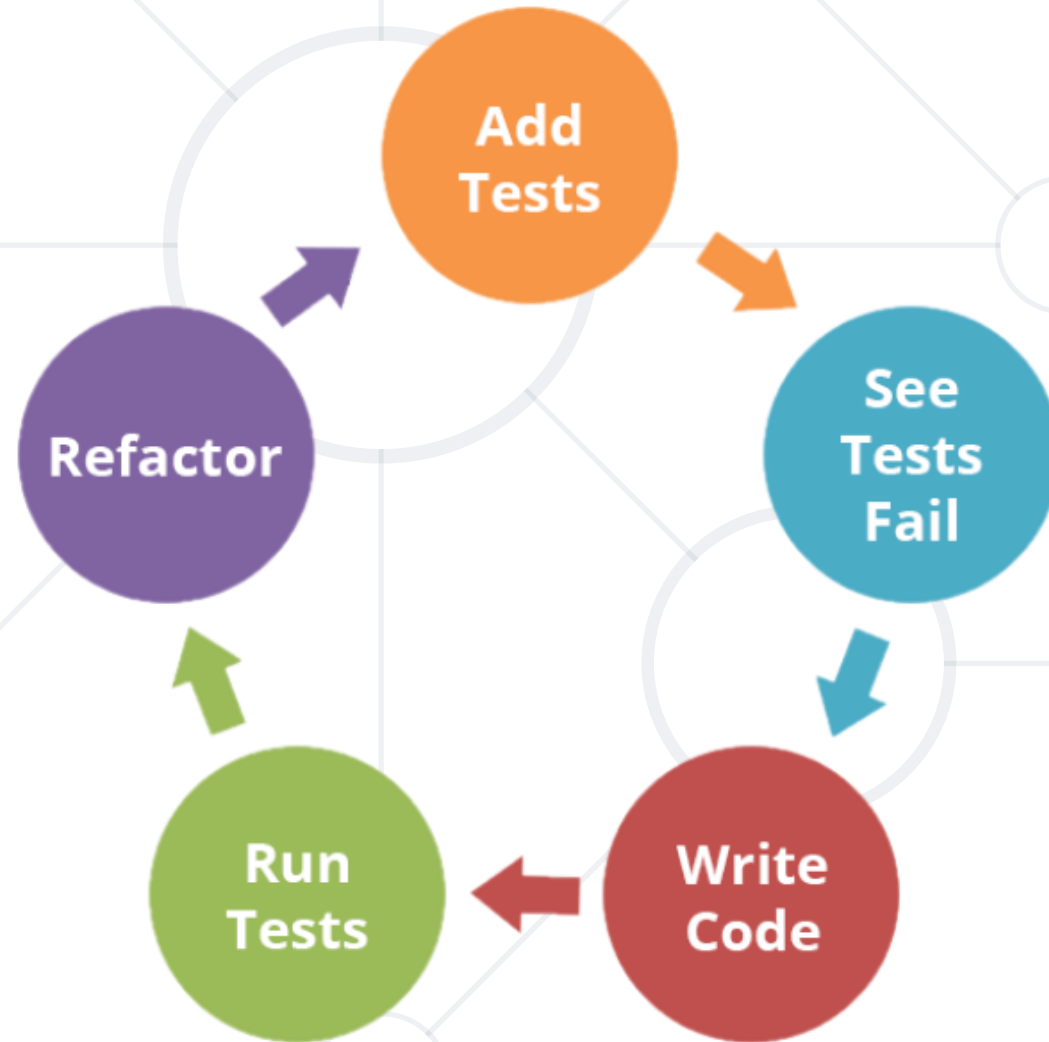 Add
Tests
See
Tests
Fail
Write
Code
Run
Tests
Refactor